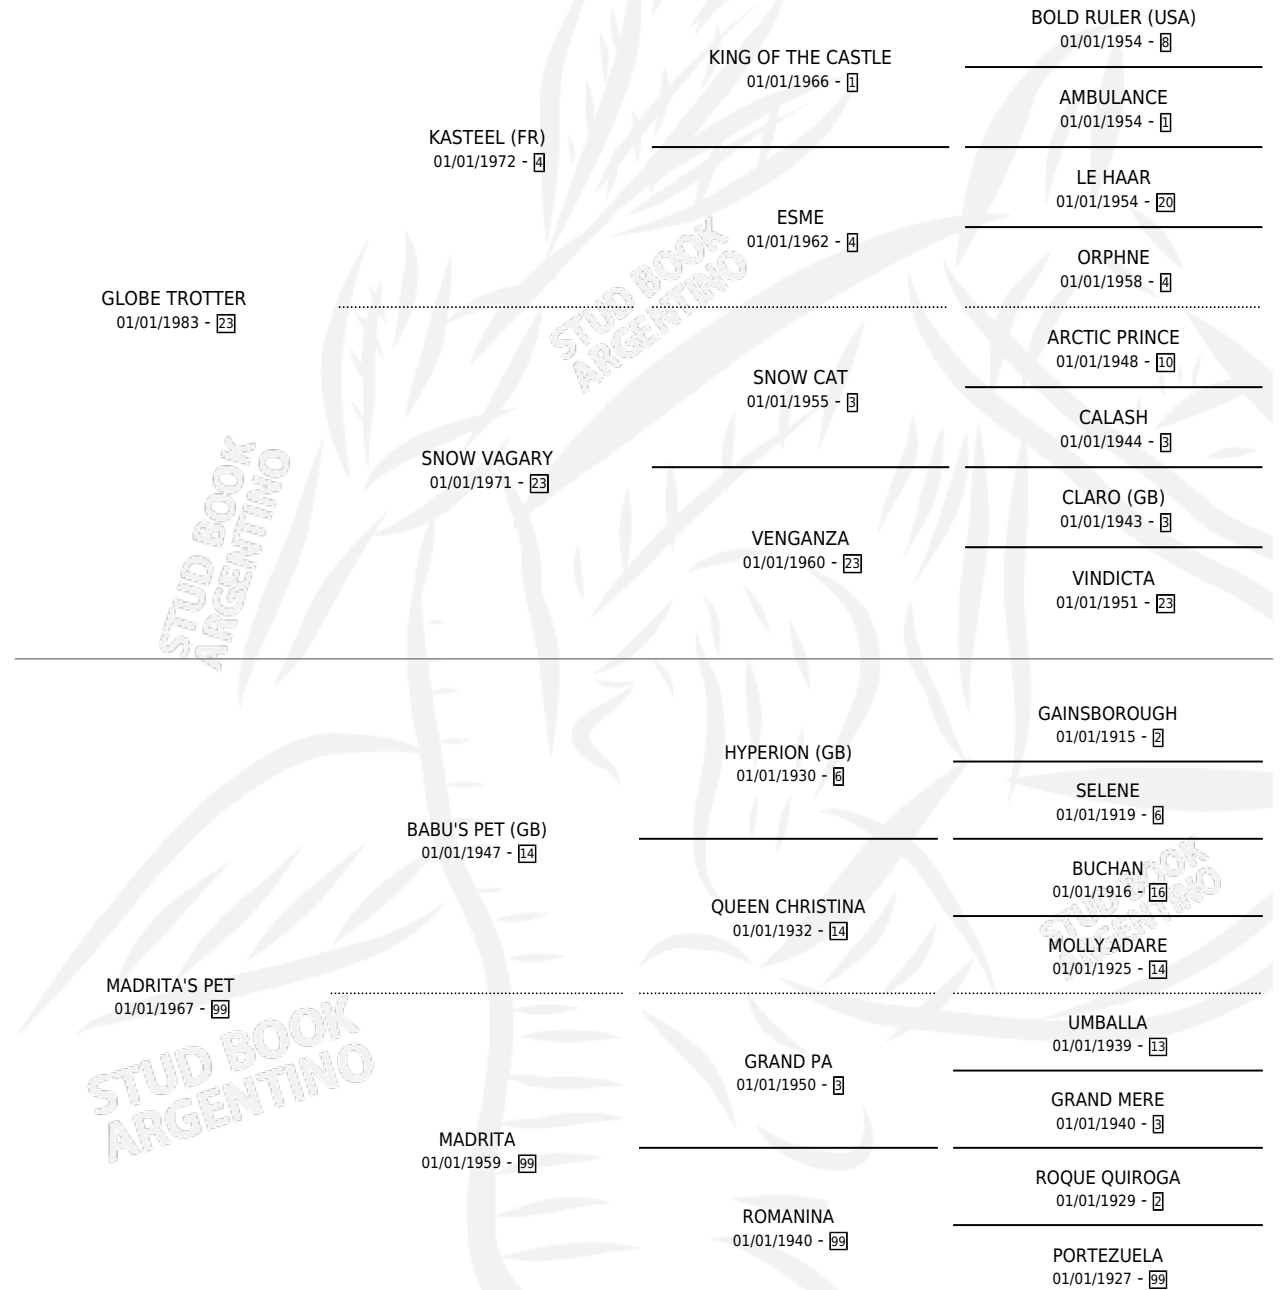 BOLD RULER (USA)
01/01/1954 - 8
KING OF THE CASTLE
01/01/1966 - 1
AMBULANCE
01/01/1954 - 1
KASTEEL (FR)
01/01/1972 - 4
LE HAAR
01/01/1954 - 20
ESME
01/01/1962 - 4
ORPHNE
01/01/1958 - 4
GLOBE TROTTER
01/01/1983 - 23
ARCTIC PRINCE
01/01/1948 - 10
SNOW CAT
01/01/1955 - 3
CALASH
01/01/1944 - 3
SNOW VAGARY
01/01/1971 - 23
CLARO (GB)
01/01/1943 - 3
VENGANZA
01/01/1960 - 23
VINDICTA
01/01/1951 - 23
GAINSBOROUGH
01/01/1915 - 2
HYPERION (GB)
01/01/1930 - 6
SELENE
01/01/1919 - 6
BABU'S PET (GB)
01/01/1947 - 14
BUCHAN
01/01/1916 - 16
QUEEN CHRISTINA
01/01/1932 - 14
MOLLY ADARE
01/01/1925 - 14
MADRITA'S PET
01/01/1967 - 99
UMBALLA
01/01/1939 - 13
GRAND PA
01/01/1950 - 3
GRAND MERE
01/01/1940 - 3
MADRITA
01/01/1959 - 99
ROQUE QUIROGA
01/01/1929 - 2
ROMANINA
01/01/1940 - 99
PORTEZUELA
01/01/1927 - 99
STUD BOOK
ARGENTINO
STUD BOOK
ARGENTINO
STUD BOOK
ARGENTINO
STUD BOOK
ARGENTINO